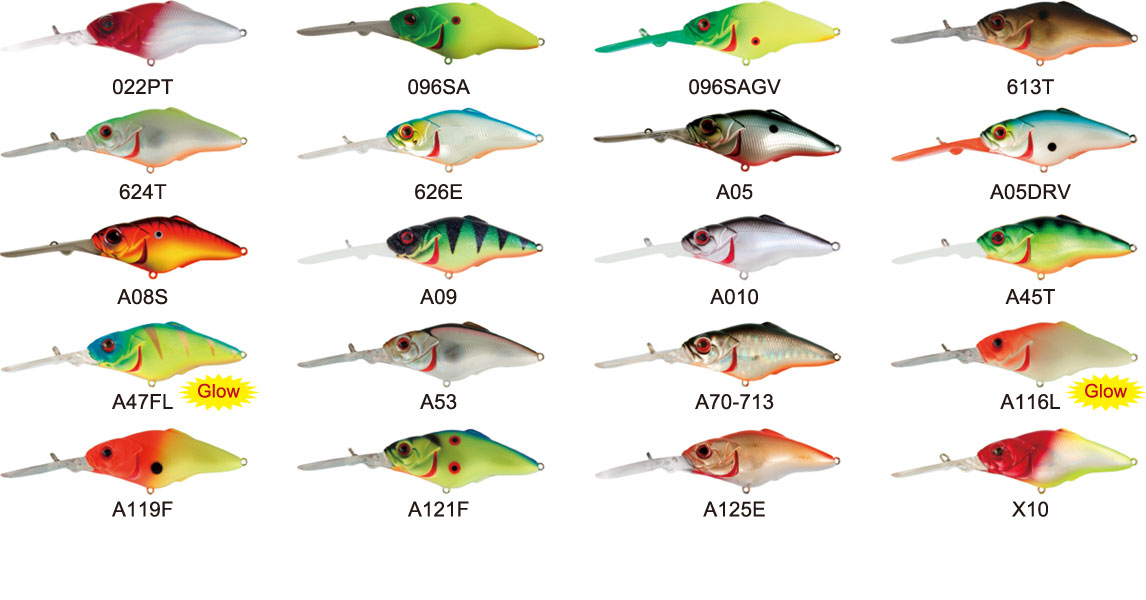 022PT
096SA
096SAGV
613T
624T
626E
A05
A05DRV
A08S
A09
A010
A45T
A47FL
Glow
A53
A70-713
A116L
Glow
A119F
A121F
A125E
X10